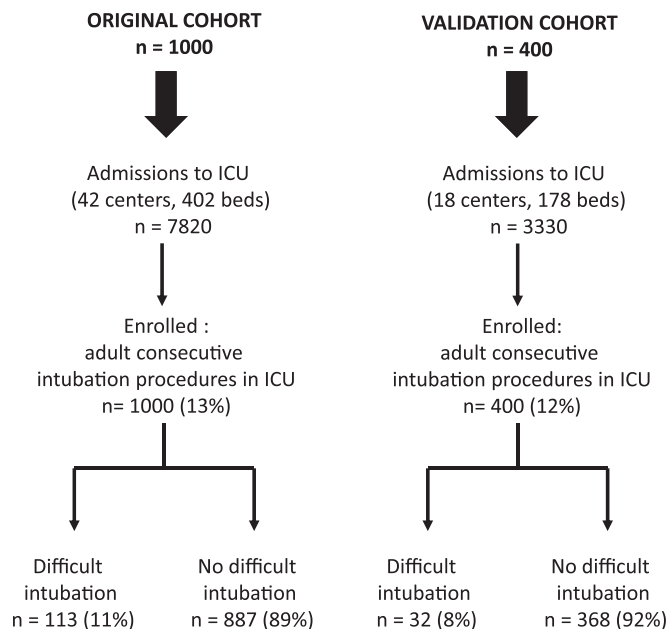 ORIGINAL COHORT
n = 1000
Admissions to ICU
(42 centers, 402 beds)
n = 7820
Enrolled :
adult consecutive
intubation procedures in ICU
n= 1000 (13%)
Difficult
intubation
n = 113 (11%)
No difficult
intubation
n = 887 (89%)
VALIDATION COHORT
n = 400
Admissions to ICU
(18 centers, 178 beds)
n = 3330
Enrolled:
adult consecutive
intubation procedures in ICU
n= 400 (12%)
Difficult
intubation
n = 32 (8%)
No difficult
intubation
n = 368 (92%)